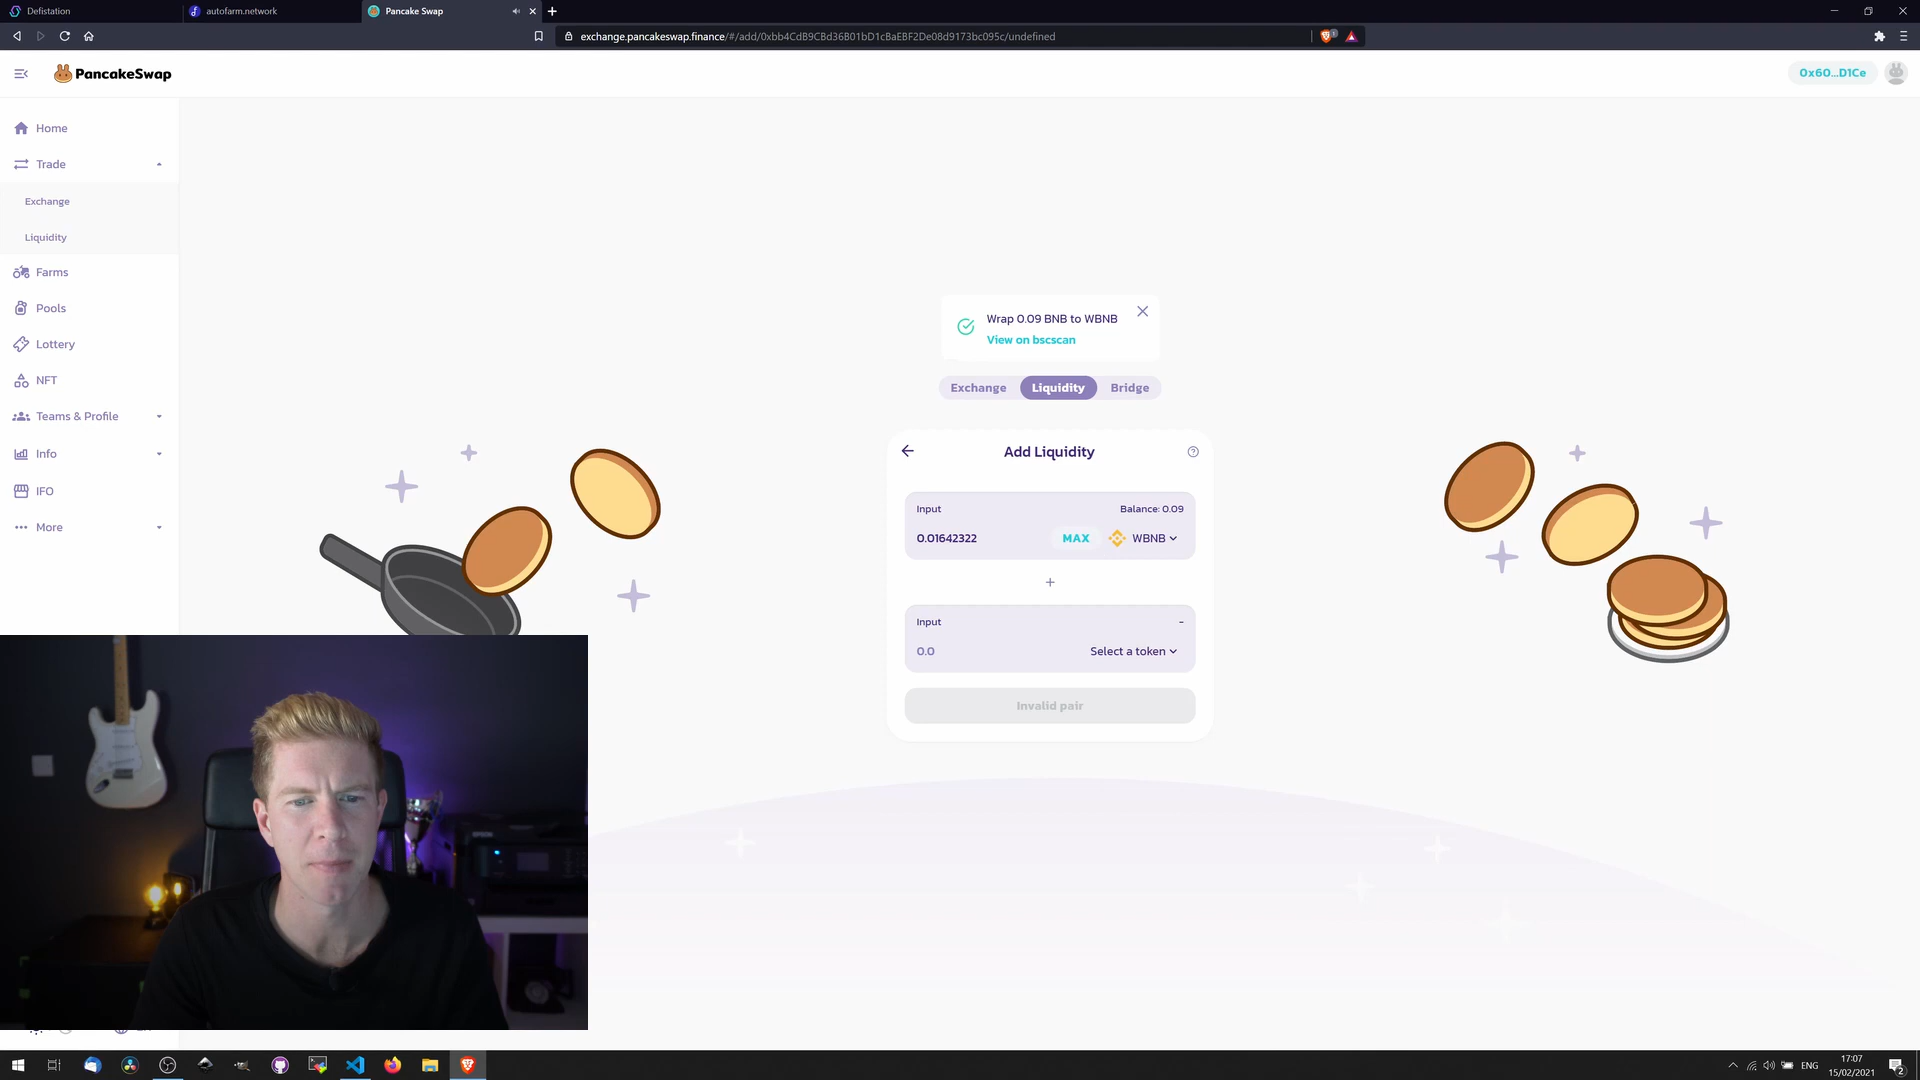 Defistation
autofarm.network
Pancake Swap
exchange.pancakeswap.finance/#/add/0xbb4CdB9CBd36B01bD1cBaEBF2De08d9173bc095c/undefined
1
PancakeSwap
0x60...D1Ce
Home
Trade
Exchange
Liquidity
Farms
Pools
Lottery
NFT
Teams & Profile
Info
IFO
More
Wrap 0.09 BNB to WBNB
View on bscscan
Exchange
Liquidity
Bridge
Add Liquidity
Input
Balance: 0.09
0.01642322
MAX
WBNB
+
Input
-
0.0
Select a token
Invalid pair
ENG
17:07
15/02/2021
2